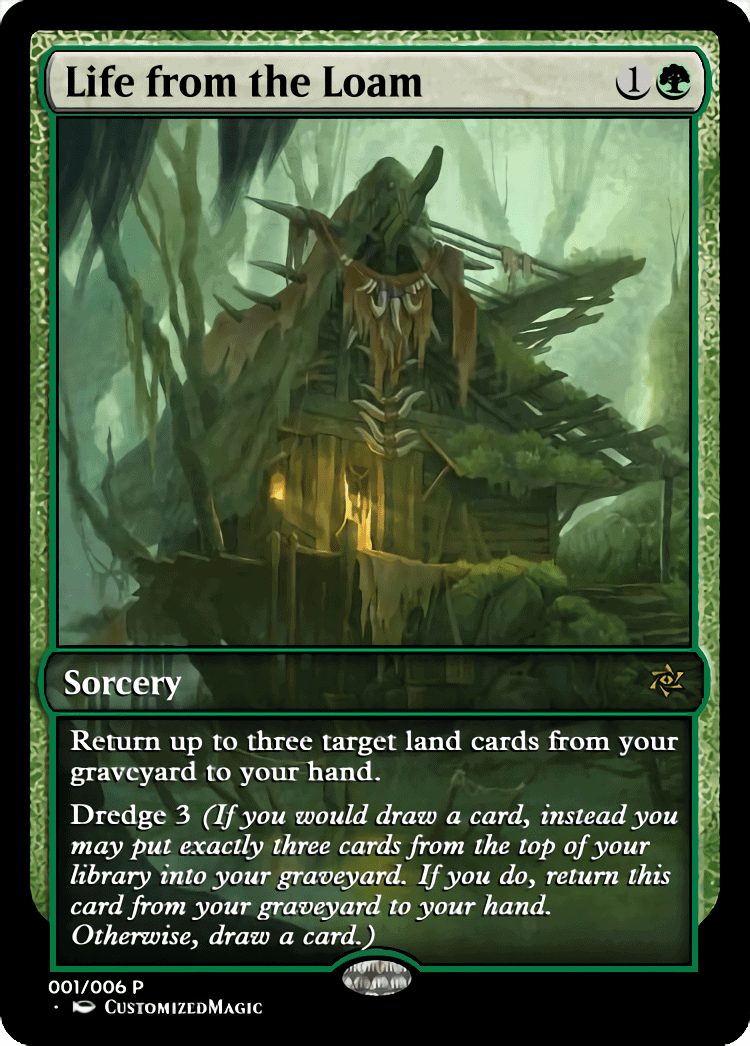 Life from the Loam 1
Sorcery
Return up to three target land cards from your
graveyard to your hand.
Dredge 3 (If you would draw a card, instead you
may put exactly three cards from the top of your
library into your graveyard. If you do, return this
card from your graveyard to your hand.
Otherwise, draw a card.)
001/006 P
· CustomizedMagic